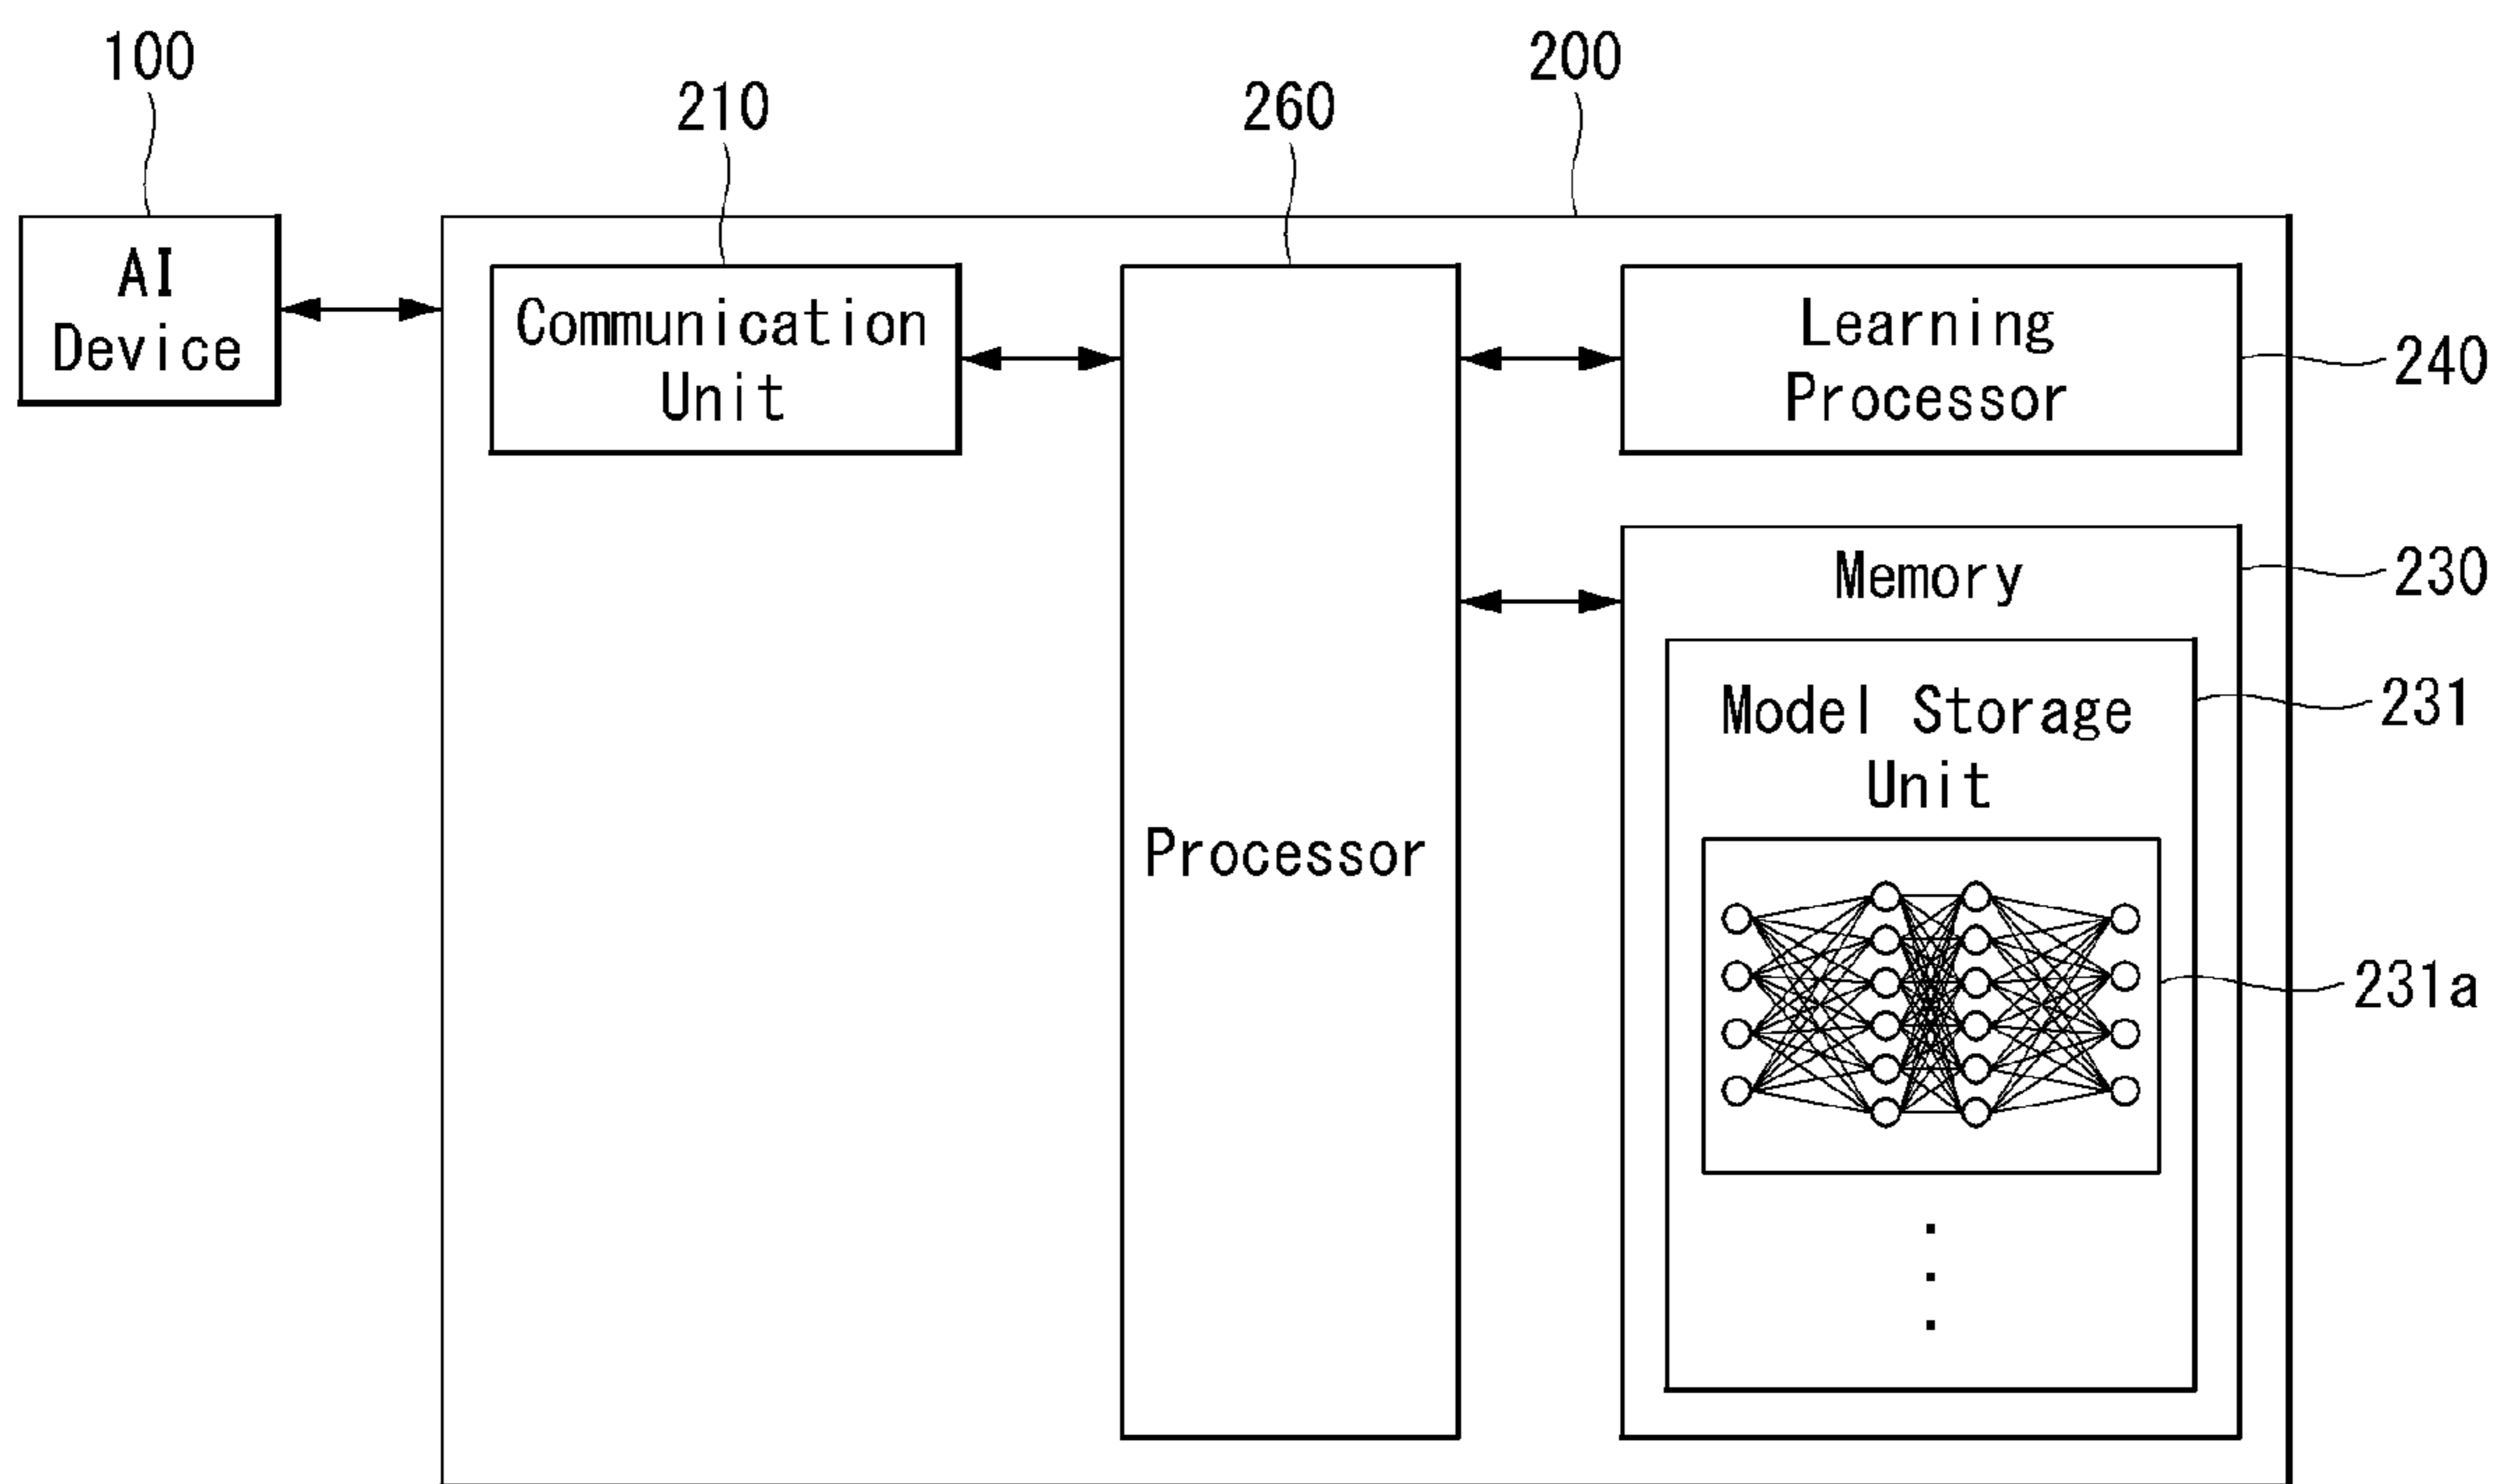 100
210
260
200
AI
Device
Communication
Unit
Learning
Processor
240
Memory
230
Model Storage
Unit
231
Processor
231a